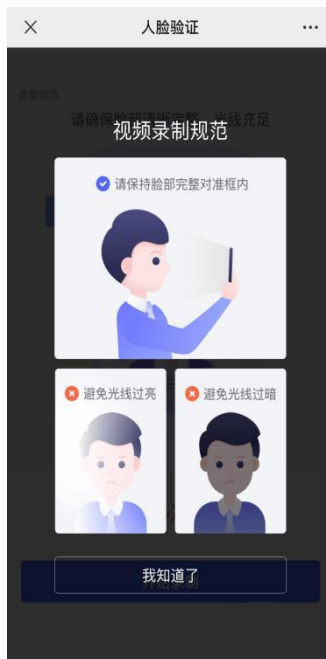 人脸验证
视频录制规范
请保持脸部完整对准框内
避免光线过亮
避免光线过暗
我知道了